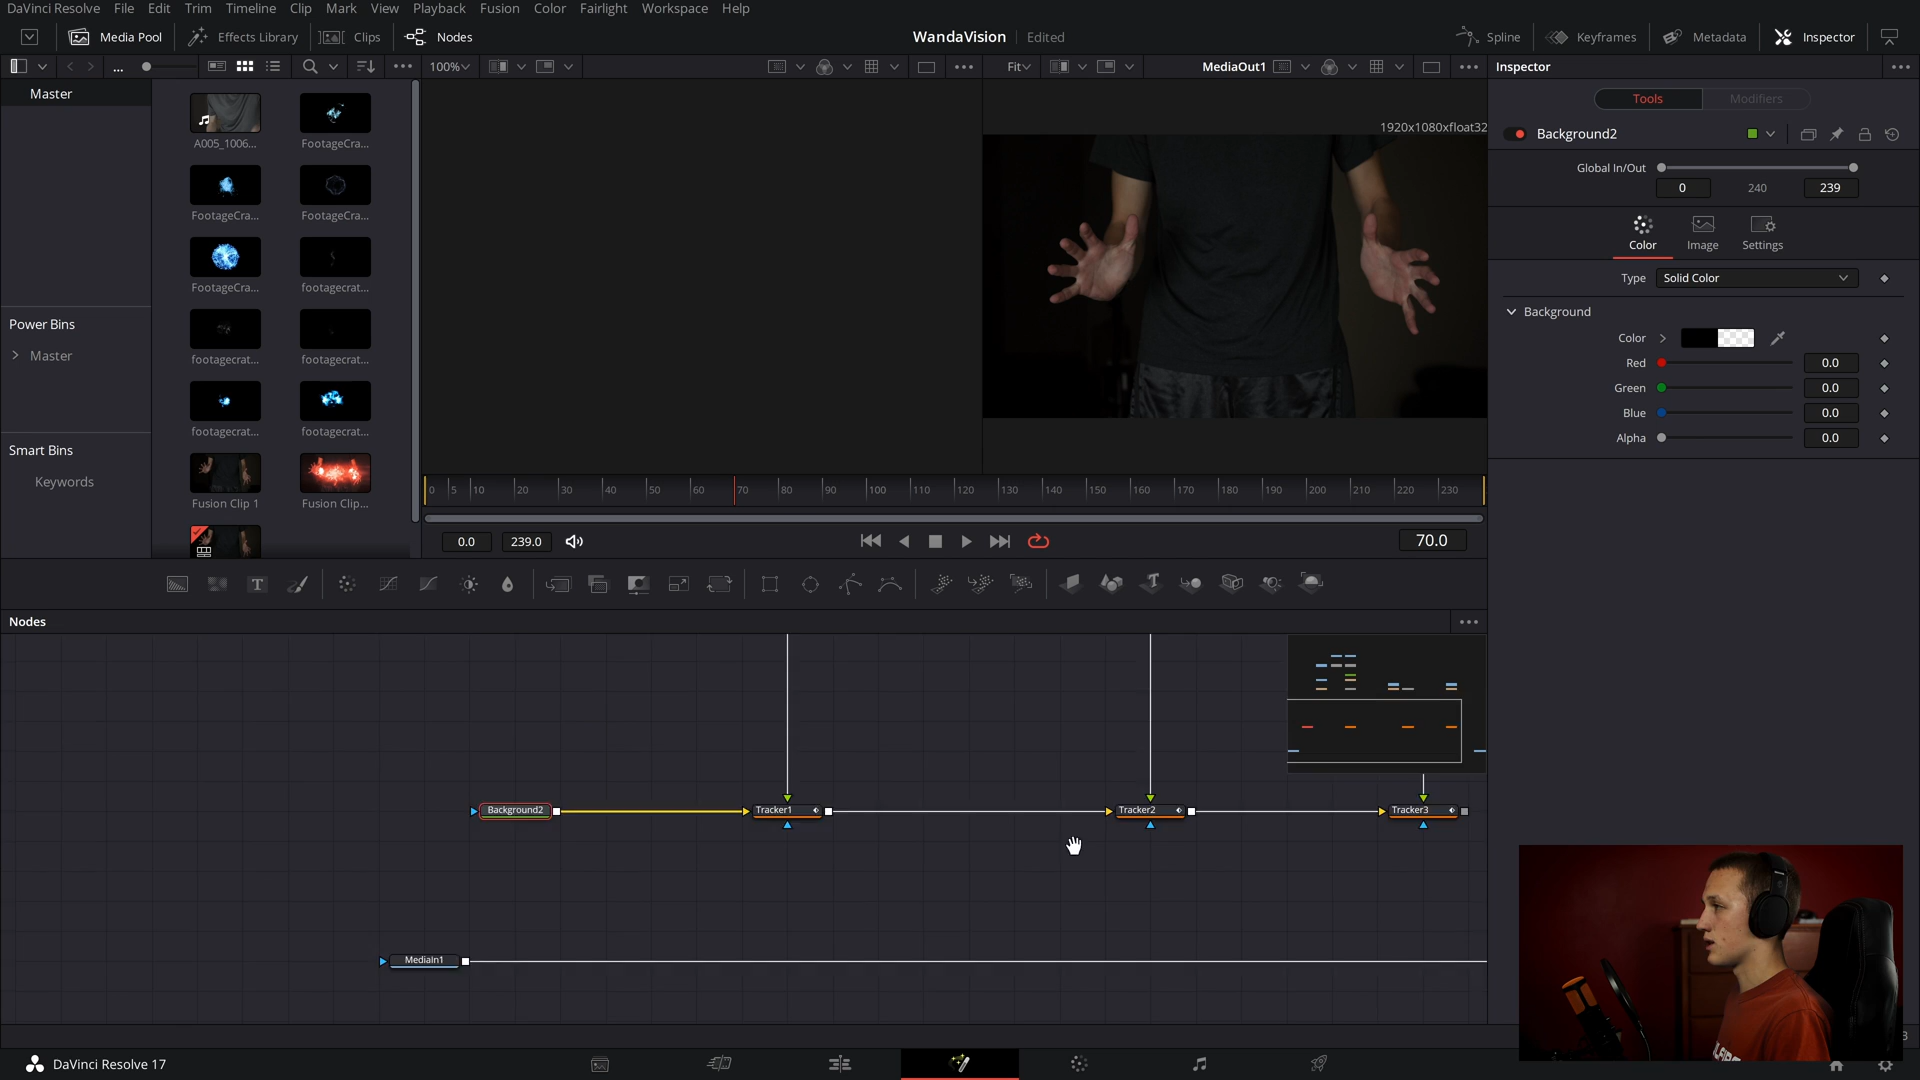 DaVinci Resolve File Edit Trim Timeline Clip Mark View Playback Fusion Color Fairlight Workspace Help
Media Pool Effects Library Clips Nodes WandaVision Edited Spline Keyframes Metadata Inspector
... 100% Fit MediaOut1 Inspector
Master
Tools Modifiers
1920x1080xfloat32
Background2
A005_1006... FootageCra...
Global In/Out
0 240 239
FootageCra... FootageCra...
Color Image Settings
Type Solid Color
FootageCra... footagecrat...
Background
Power Bins
Color
Master
footagecrat... footagecrat...
Red 0.0
Green 0.0
Blue 0.0
footagecrat... footagecrat...
Alpha 0.0
Smart Bins
Keywords
Fusion Clip 1 Fusion Clip...
0 5 10 20 30 40 50 60 70 80 90 100 110 120 130 140 150 160 170 180 190 200 210 220 230
0.0 239.0 70.0
T
Nodes
Background2 Tracker1 Tracker2 Tracker3
MediaIn1
DaVinci Resolve 17